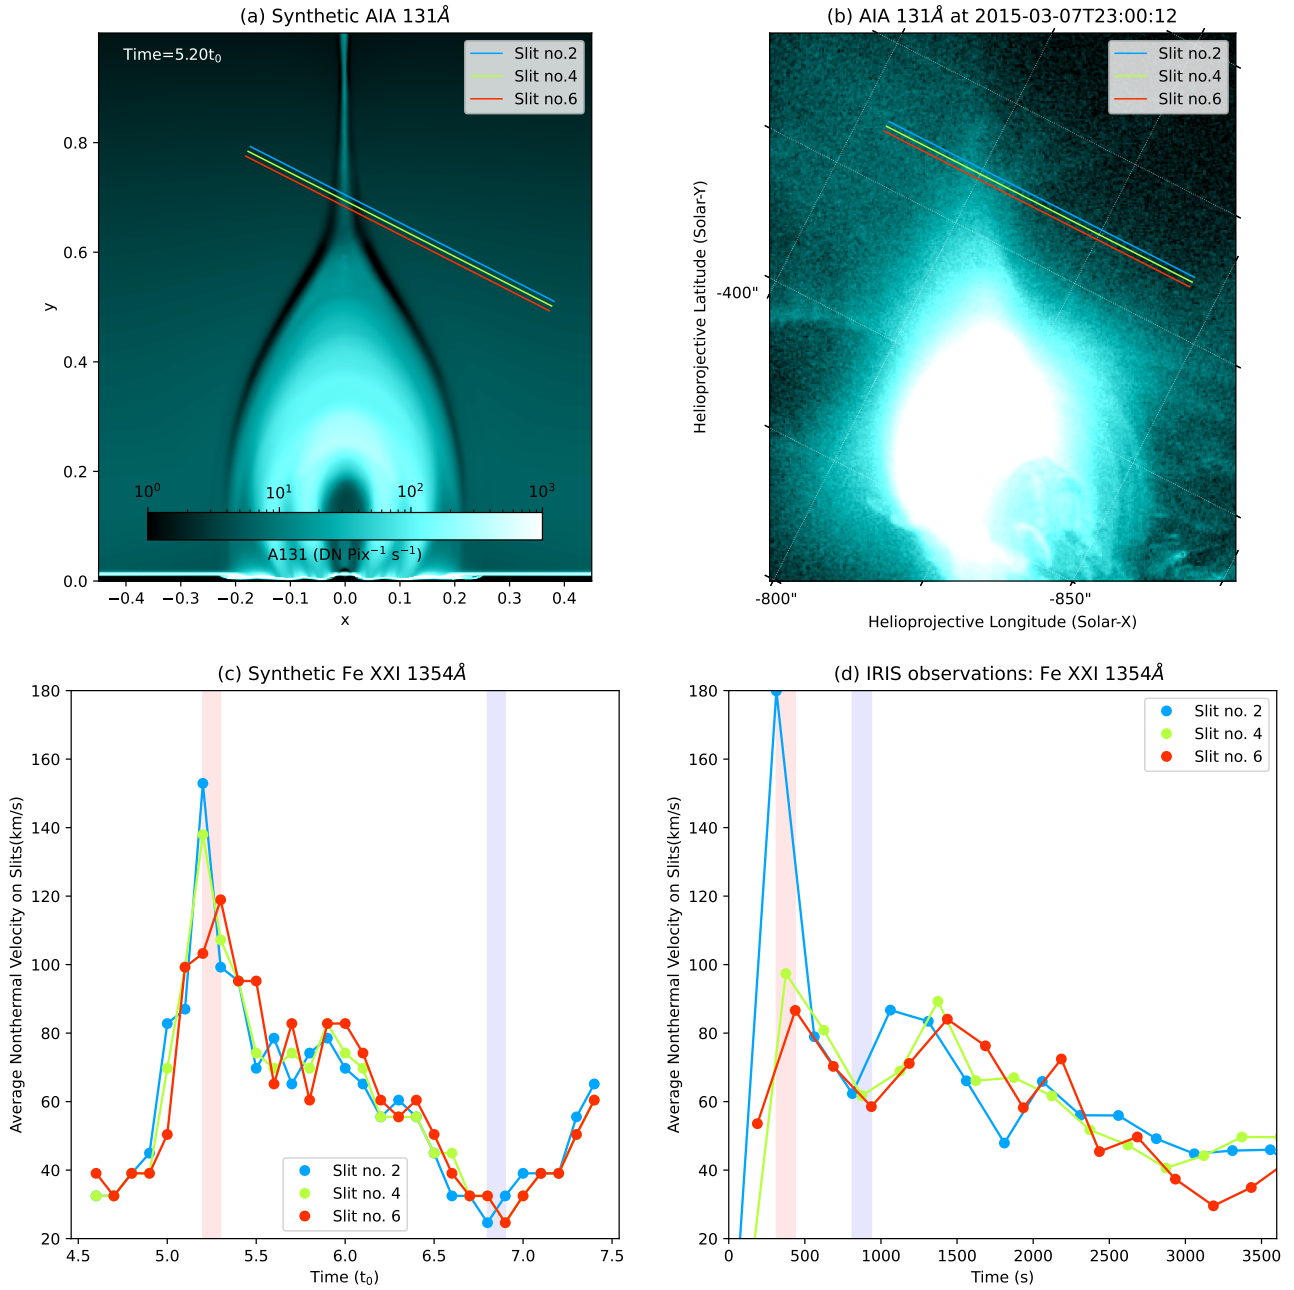 (a) Synthetic AIA 131Å
Time=5.20t₀
Slit no.2
Slit no.4
Slit no.6
0.8
0.6
0.4
0.2
0.0
y
10⁰ 10¹ 10² 10³
A131 (DN Pix⁻¹ s⁻¹)
−0.4 −0.3 −0.2 −0.1 0.0 0.1 0.2 0.3 0.4
x
(b) AIA 131Å at 2015-03-07T23:00:12
Slit no.2
Slit no.4
Slit no.6
Helioprojective Latitude (Solar-Y)
-400"
-800" -850"
Helioprojective Longitude (Solar-X)
(c) Synthetic Fe XXI 1354Å
180
160
140
120
100
80
60
40
20
Average Nonthermal Velocity on Slits(km/s)
Slit no. 2
Slit no. 4
Slit no. 6
4.5 5.0 5.5 6.0 6.5 7.0 7.5
Time (t₀)
(d) IRIS observations: Fe XXI 1354Å
180
160
140
120
100
80
60
40
20
Average Nonthermal Velocity on Slits(km/s)
Slit no. 2
Slit no. 4
Slit no. 6
0 500 1000 1500 2000 2500 3000 3500
Time (s)